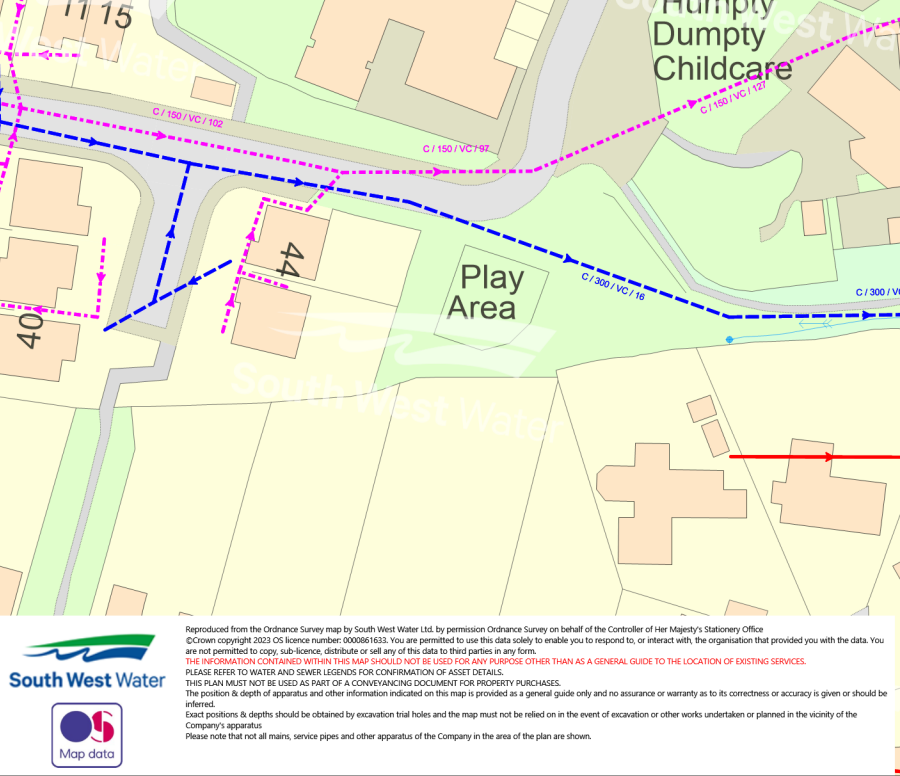 11 15
Humpty
Dumpty
Childcare
C / 150 / VC / 127
C / 150 / VC / 102
C / 150 / VC / 97
44
Play
Area
C / 300 / VC / 16
C / 300 / VC
40
South West Water
South West Water
South West Wa
South West Water
Map data
Reproduced from the Ordnance Survey map by South West Water Ltd. by permission Ordnance Survey on behalf of the Controller of Her Majesty's Stationery Office
©Crown copyright 2023 OS licence number: 0000861633. You are permitted to use this data solely to enable you to respond to, or interact with, the organisation that provided you with the data. You
are not permitted to copy, sub-licence, distribute or sell any of this data to third parties in any form.
THE INFORMATION CONTAINED WITHIN THIS MAP SHOULD NOT BE USED FOR ANY PURPOSE OTHER THAN AS A GENERAL GUIDE TO THE LOCATION OF EXISTING SERVICES.
PLEASE REFER TO WATER AND SEWER LEGENDS FOR CONFIRMATION OF ASSET DETAILS.
THIS PLAN MUST NOT BE USED AS PART OF A CONVEYANCING DOCUMENT FOR PROPERTY PURCHASES.
The position & depth of apparatus and other information indicated on this map is provided as a general guide only and no assurance or warranty as to its correctness or accuracy is given or should be
inferred.
Exact positions & depths should be obtained by excavation trial holes and the map must not be relied on in the event of excavation or other works undertaken or planned in the vicinity of the
Company's apparatus
Please note that not all mains, service pipes and other apparatus of the Company in the area of the plan are shown.